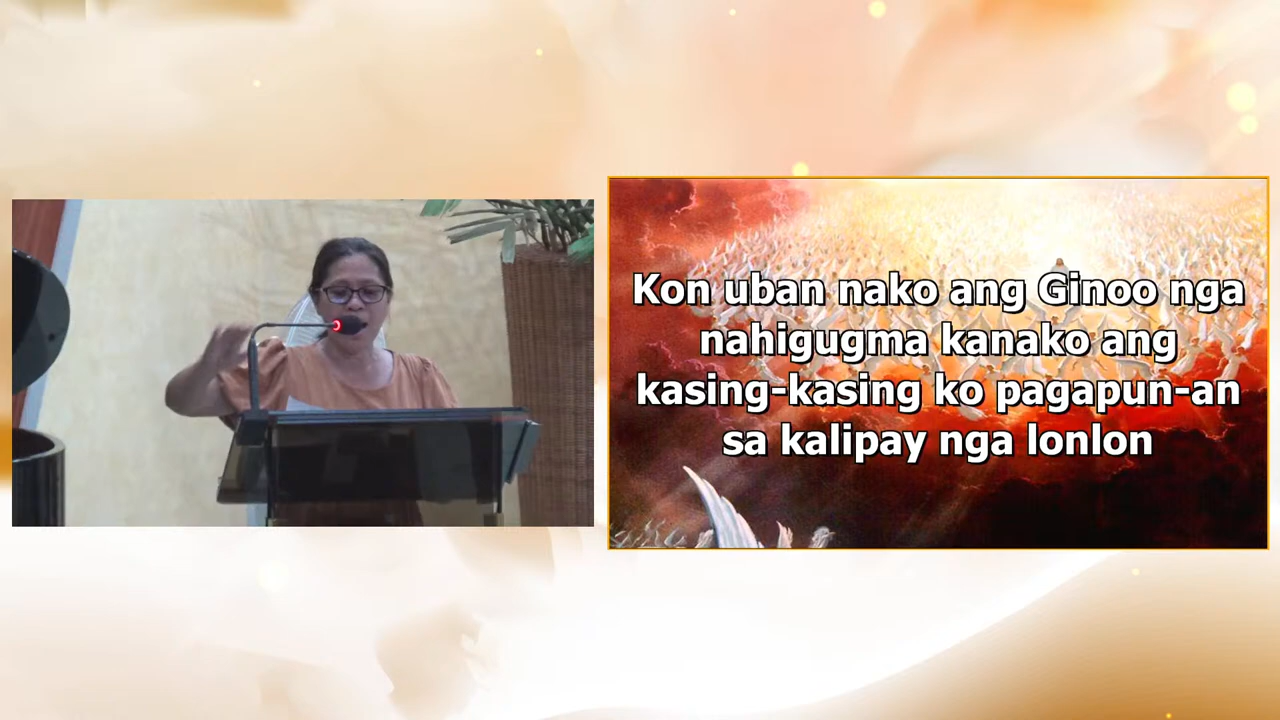 Kon uban nako ang Ginoo nga
nahigugma kanako ang
kasing-kasing ko pagapun-an
sa kalipay nga lonlon